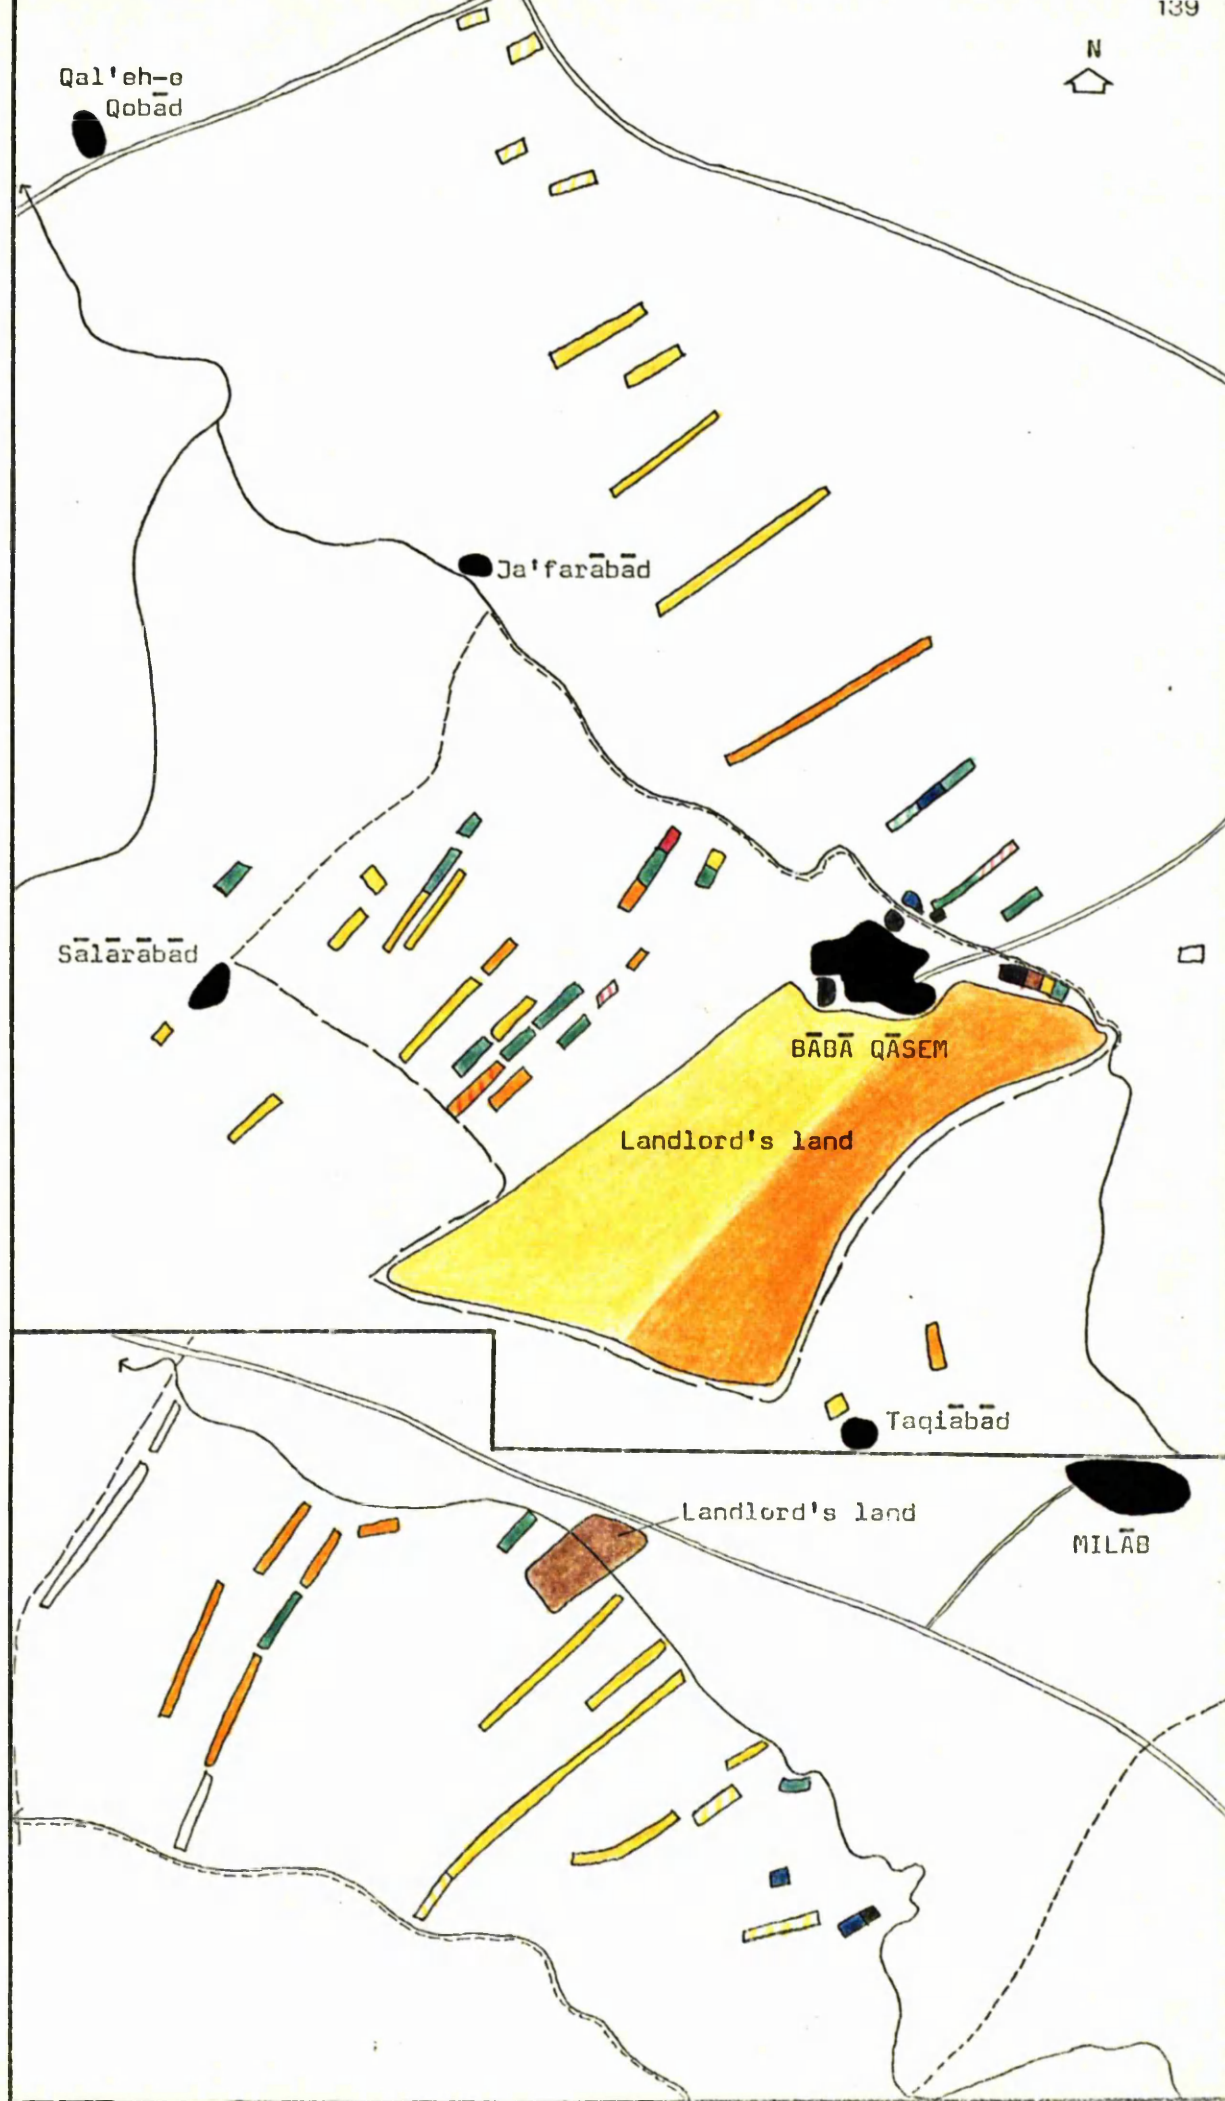 139
N
Qal'eh-e
Qobād
Ja'farābād
Sālārābād
BĀBĀ QĀSEM
Landlord's land
Taqiābād
Landlord's land
MILĀB